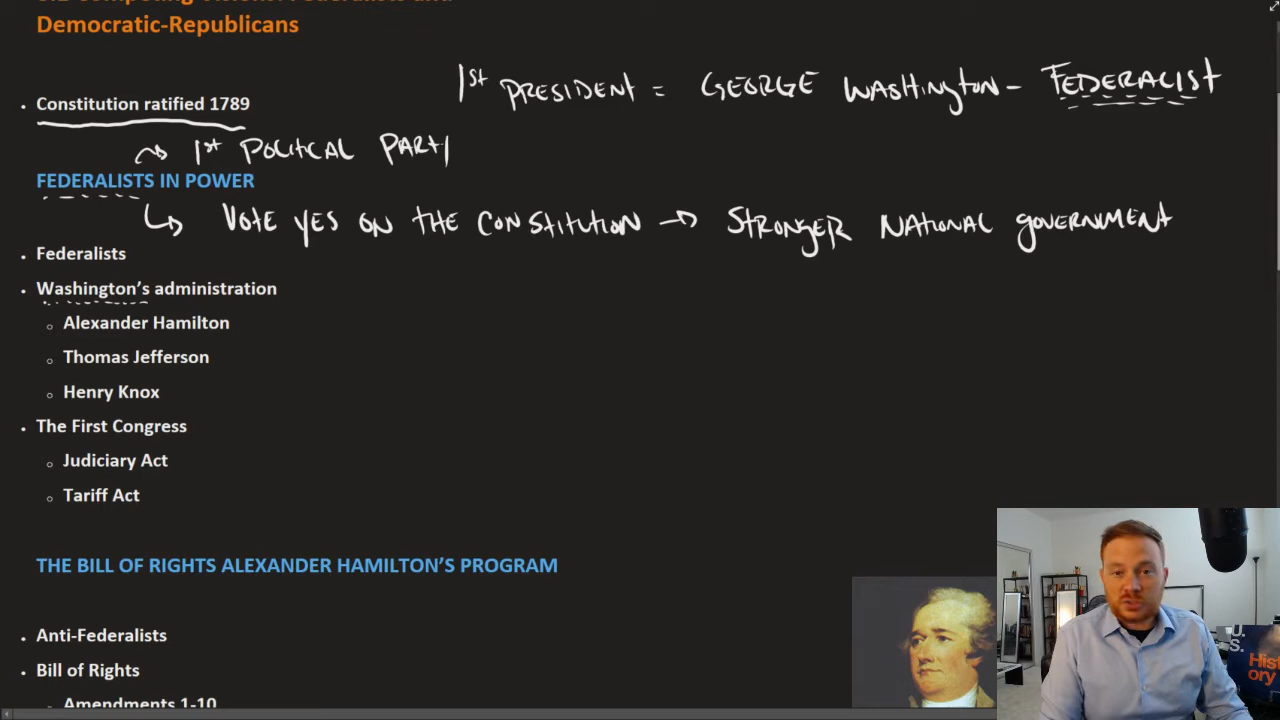 Democratic-Republicans
1st PRESIDENT = GEORGE WASHINGTON - FEDERALIST
• Constitution ratified 1789
1st POLITICAL PARTY
FEDERALISTS IN POWER
VOTE YES ON THE CONSTITUTION → STRONGER NATIONAL GOVERNMENT
• Federalists
• Washington’s administration
○ Alexander Hamilton
○ Thomas Jefferson
○ Henry Knox
• The First Congress
○ Judiciary Act
○ Tariff Act
THE BILL OF RIGHTS ALEXANDER HAMILTON’S PROGRAM
• Anti-Federalists
• Bill of Rights
○ Amendments 1-10
U.
S.
Hist
ory